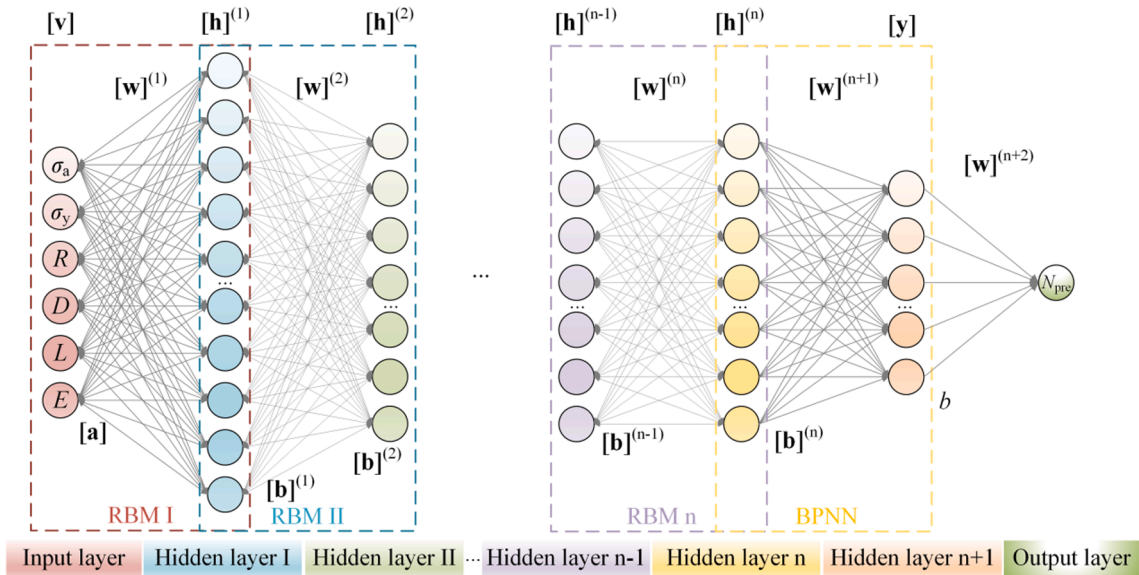 [v] [h](1) [h](2) [h](n-1) [h](n) [y]
[w](1) [w](2) [w](n) [w](n+1)
[w](n+2)
σa
σy
R
D
L
E
...
...
...
...
...
...
Npre
[a]
b
[b](1)
[b](2)
[b](n-1)
[b](n)
RBM I
RBM II
RBM n
BPNN
Input layer Hidden layer I Hidden layer II ... Hidden layer n-1 Hidden layer n Hidden layer n+1 Output layer